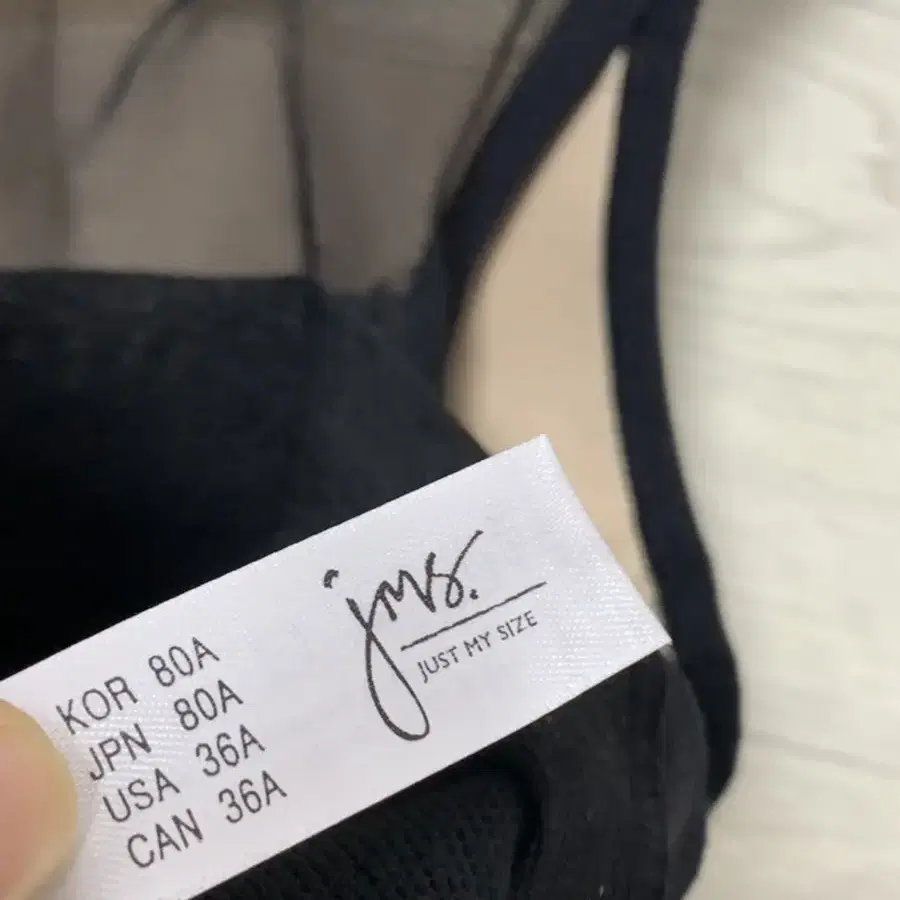 jms.
JUST MY SIZE
KOR 80A
JPN 80A
USA 36A
CAN 36A